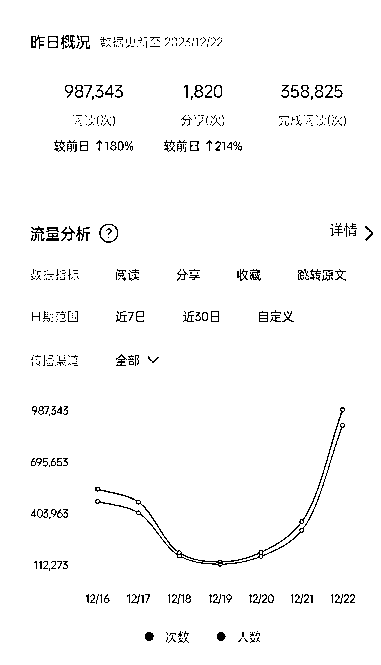 昨日概况 数据更新至 2023/12/22
987,343 1,820 358,825
阅读(次) 分享(次) 完成阅读(次)
较前日 ↑180% 较前日 ↑214%
流量分析 ? 详情 >
数据指标 阅读 分享 收藏 跳转原文
日期范围 近7日 近30日 自定义
传播渠道 全部
987,343
695,653
403,963
112,273
12/16 12/17 12/18 12/19 12/20 12/21 12/22
次数 人数